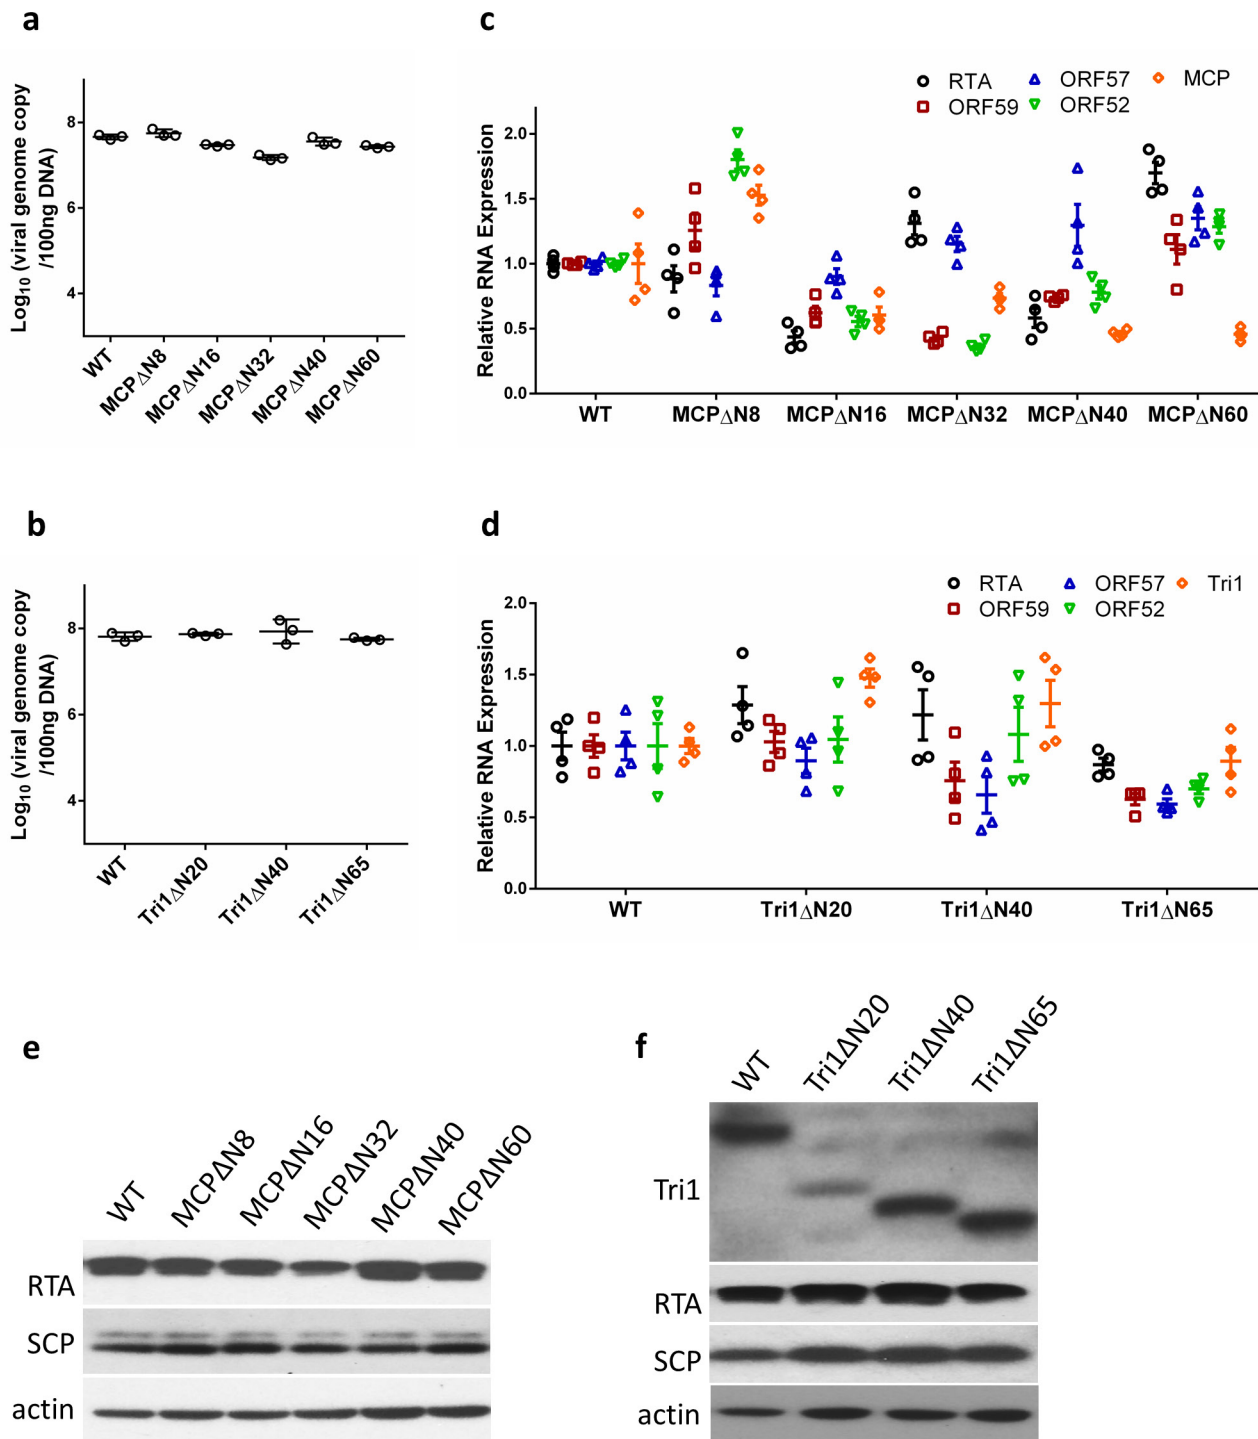 a
Log10 (viral genome copy
/100ng DNA)
8
6
4
WT
MCPΔN8
MCPΔN16
MCPΔN32
MCPΔN40
MCPΔN60
c
RTA
ORF59
ORF57
ORF52
MCP
Relative RNA Expression
2.0
1.5
1.0
0.5
0.0
WT
MCPΔN8
MCPΔN16
MCPΔN32
MCPΔN40
MCPΔN60
b
Log10 (viral genome copy
/100ng DNA)
8
6
4
WT
Tri1ΔN20
Tri1ΔN40
Tri1ΔN65
d
RTA
ORF59
ORF57
ORF52
Tri1
Relative RNA Expression
2.0
1.5
1.0
0.5
0.0
WT
Tri1ΔN20
Tri1ΔN40
Tri1ΔN65
e
WT
MCPΔN8
MCPΔN16
MCPΔN32
MCPΔN40
MCPΔN60
RTA
SCP
actin
f
WT
Tri1ΔN20
Tri1ΔN40
Tri1ΔN65
Tri1
RTA
SCP
actin